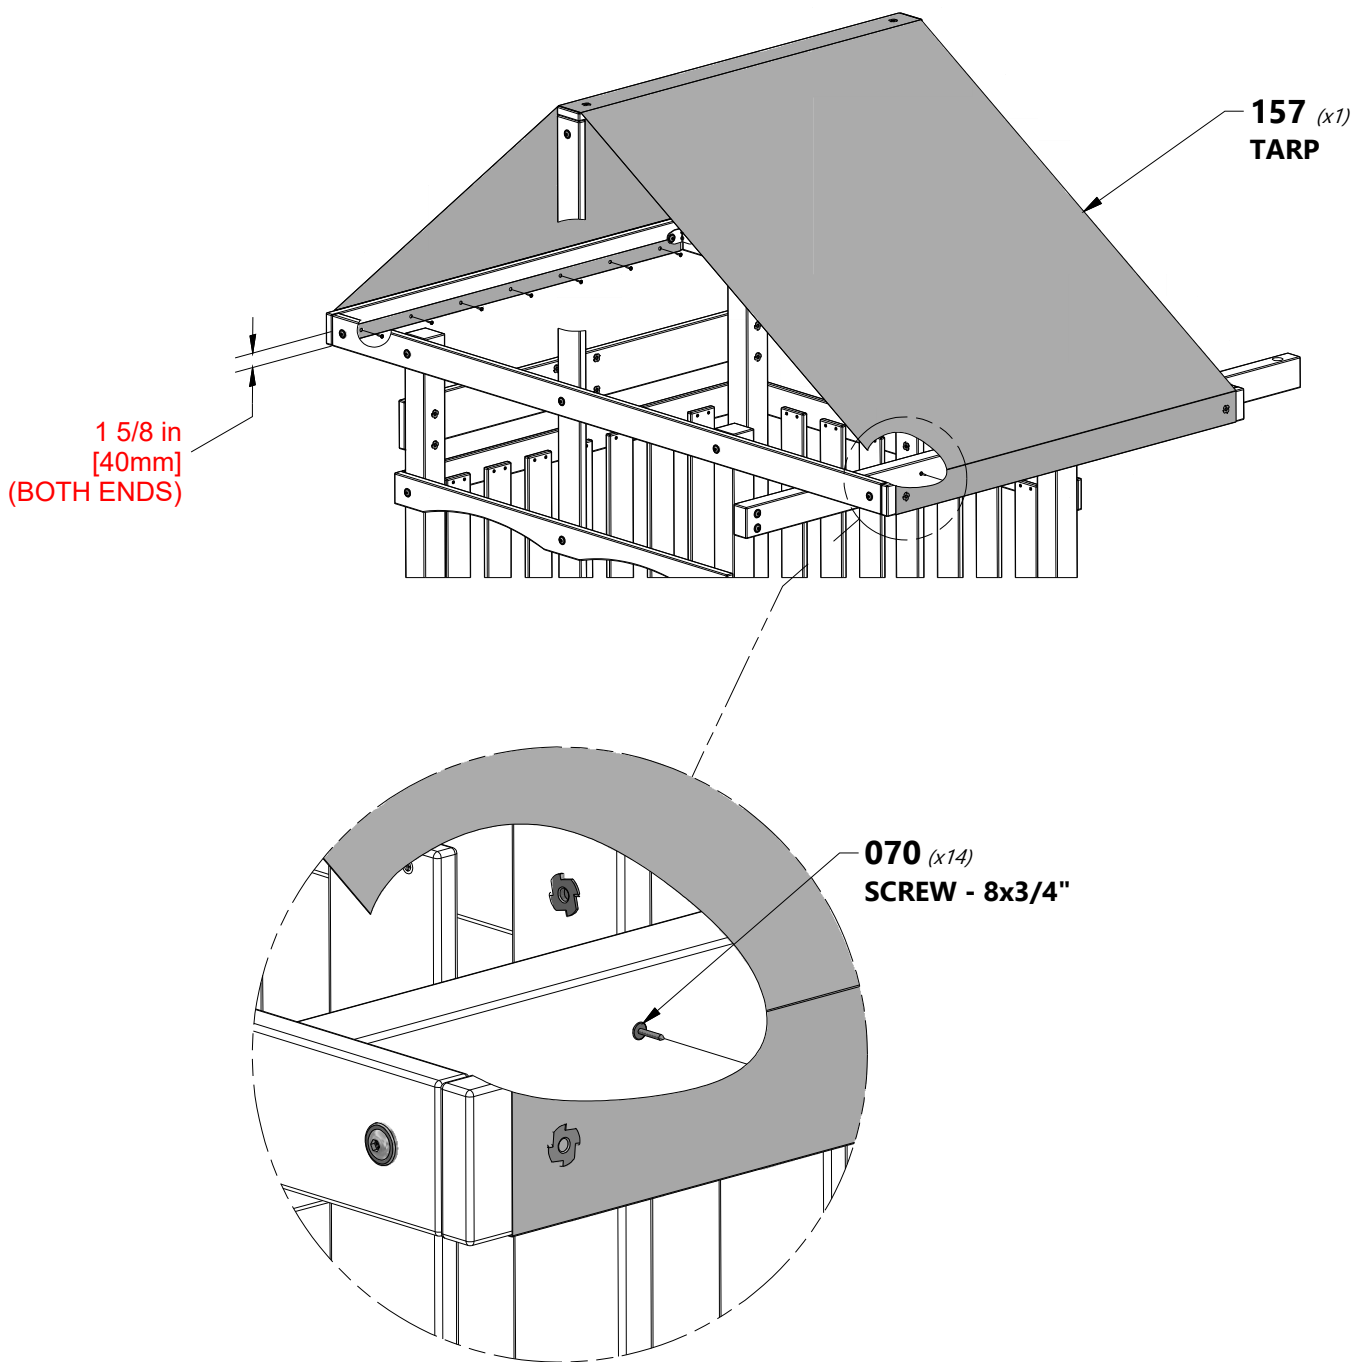 157 (x1)
TARP
1 5/8 in
[40mm]
(BOTH ENDS)
070 (x14)
SCREW - 8x3/4"